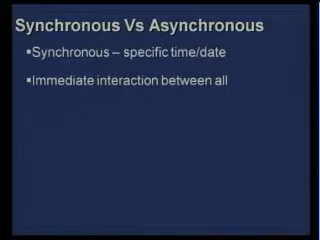 Synchronous Vs Asynchronous
▪Synchronous – specific time/date
▪Immediate interaction between all